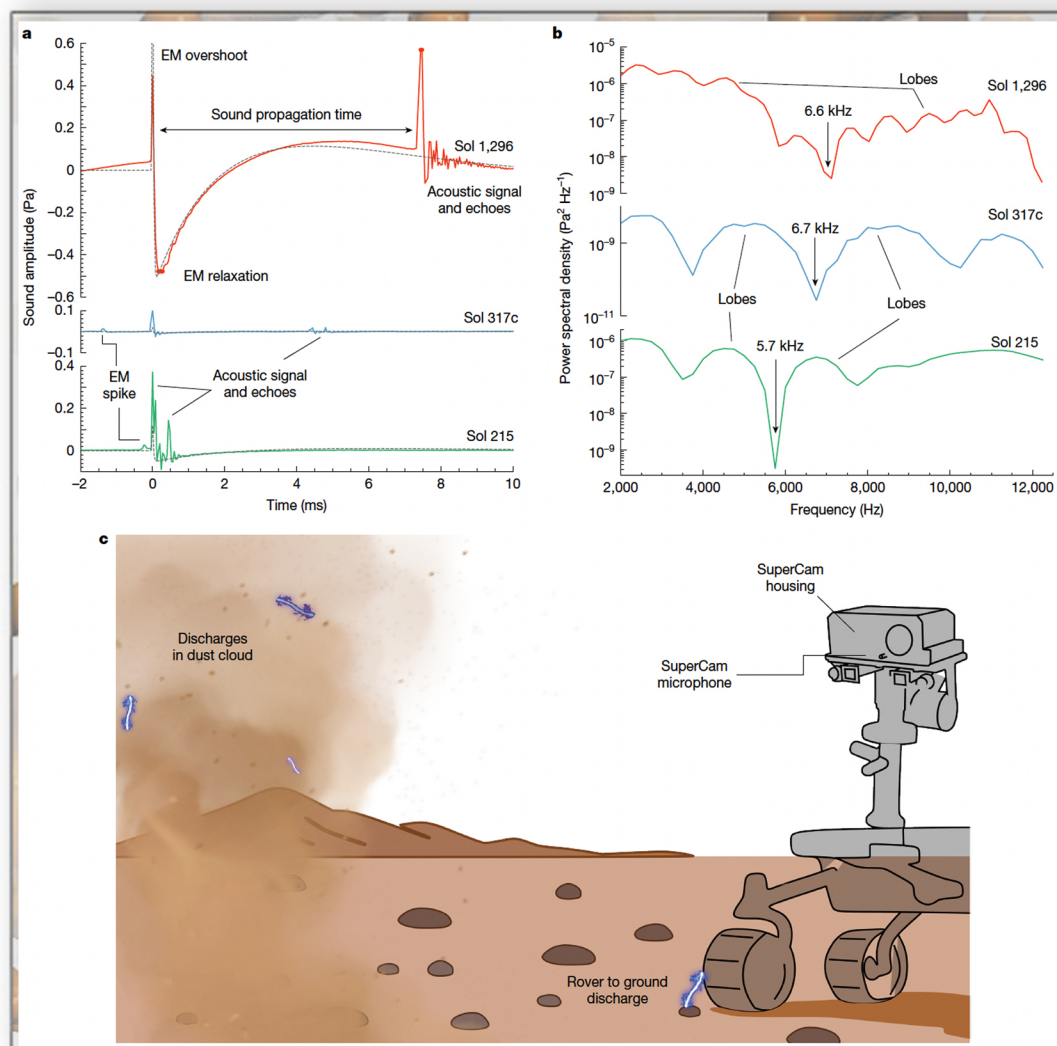 a
0.6
0.4
0.2
0
−0.2
−0.4
−0.6
0.1
−0.1
0.4
0.2
0
Sound amplitude (Pa)
EM overshoot
Sound propagation time
Sol 1,296
Acoustic signal
and echoes
EM relaxation
Sol 317c
EM
spike
Acoustic signal
and echoes
Sol 215
−2
0
2
4
6
8
10
Time (ms)
b
10⁻⁵
10⁻⁶
10⁻⁷
10⁻⁸
10⁻⁹
10⁻⁹
10⁻¹¹
10⁻⁶
10⁻⁷
10⁻⁸
10⁻⁹
Power spectral density (Pa² Hz⁻¹)
Lobes
Sol 1,296
6.6 kHz
Sol 317c
6.7 kHz
Lobes
Lobes
5.7 kHz
Sol 215
2,000
4,000
6,000
8,000
10,000
12,000
Frequency (Hz)
c
Discharges
in dust cloud
SuperCam
housing
SuperCam
microphone
Rover to ground
discharge